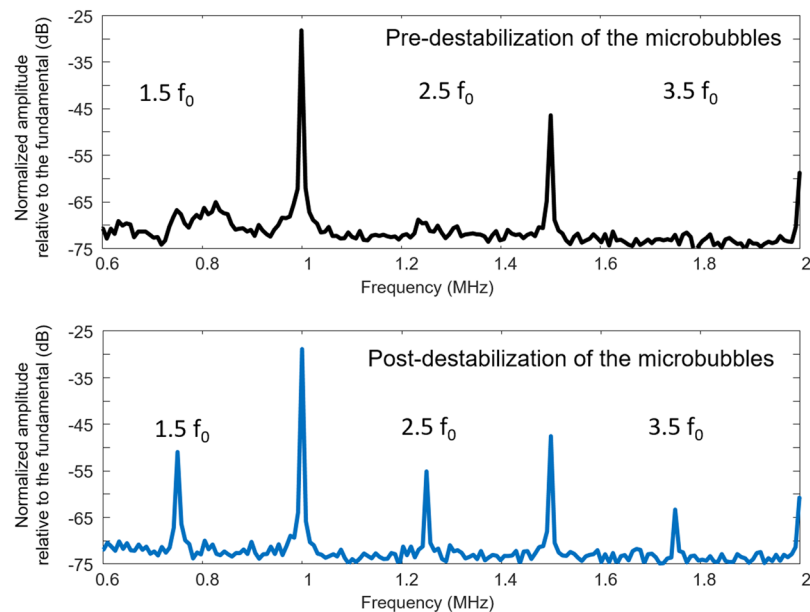 Normalized amplitude
relative to the fundamental (dB)
-25
-35
-45
-55
-65
-75
Pre-destabilization of the microbubbles
1.5 f₀
2.5 f₀
3.5 f₀
0.6
0.8
1
1.2
1.4
1.6
1.8
2
Frequency (MHz)
Normalized amplitude
relative to the fundamental (dB)
-25
-35
-45
-55
-65
-75
Post-destabilization of the microbubbles
1.5 f₀
2.5 f₀
3.5 f₀
0.6
0.8
1
1.2
1.4
1.6
1.8
2
Frequency (MHz)